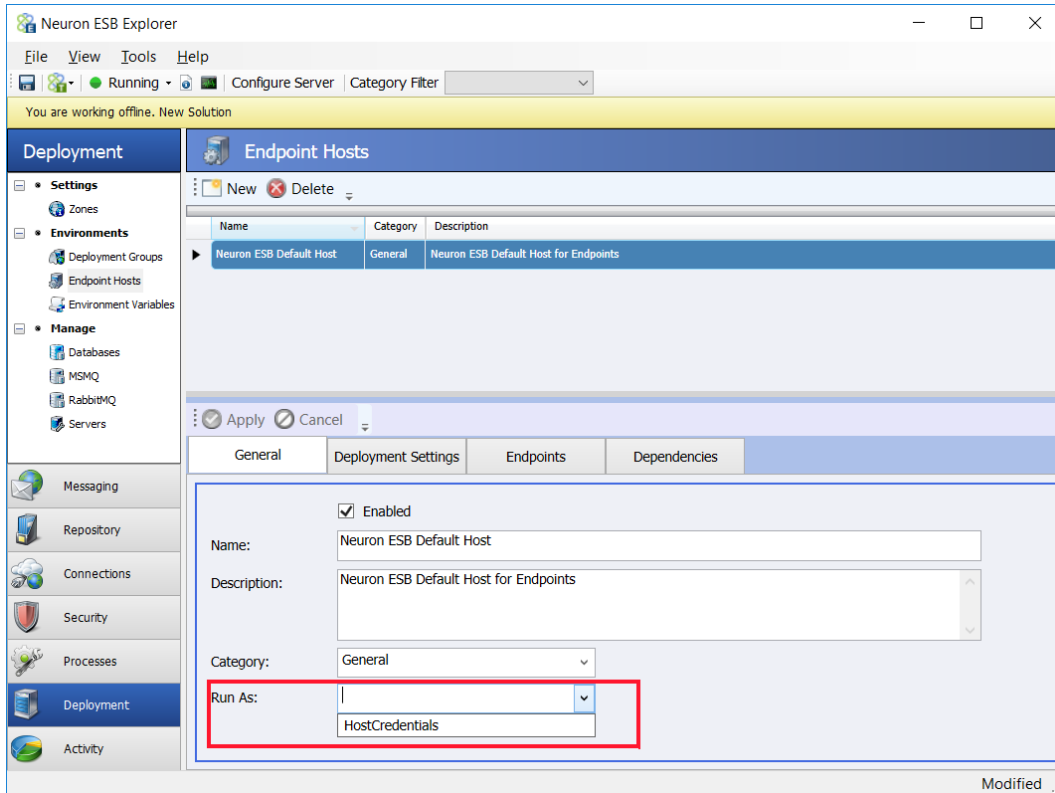 Neuron ESB Explorer
File View Tools Help
Running Configure Server Category Filter
You are working offline. New Solution
Deployment
Settings
Zones
Environments
Deployment Groups
Endpoint Hosts
Environment Variables
Manage
Databases
MSMQ
RabbitMQ
Servers
Messaging
Repository
Connections
Security
Processes
Deployment
Activity
Endpoint Hosts
New Delete
Name Category Description
Neuron ESB Default Host General Neuron ESB Default Host for Endpoints
Apply Cancel
General Deployment Settings Endpoints Dependencies
Enabled
Name: Neuron ESB Default Host
Description: Neuron ESB Default Host for Endpoints
Category: General
Run As:
HostCredentials
Modified